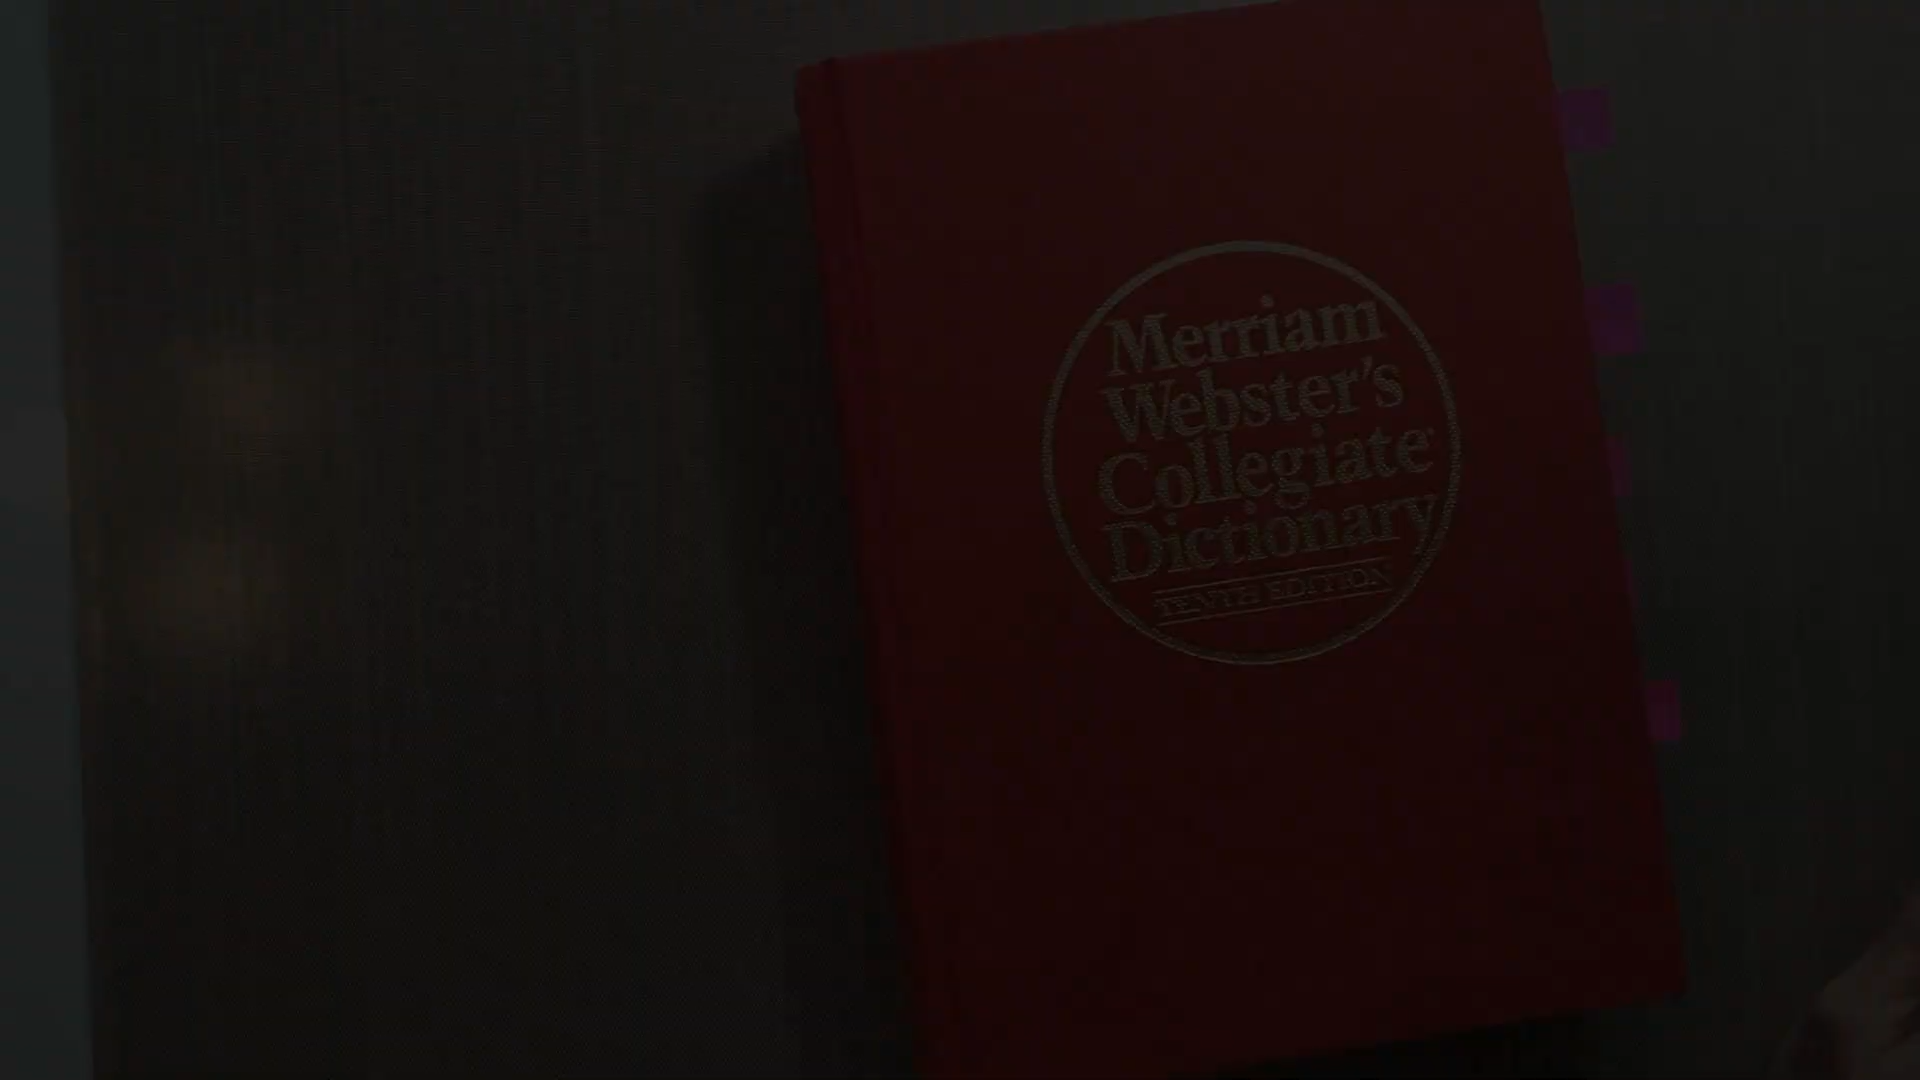 Merriam
Webster's
Collegiate®
Dictionary
TENTH EDITION